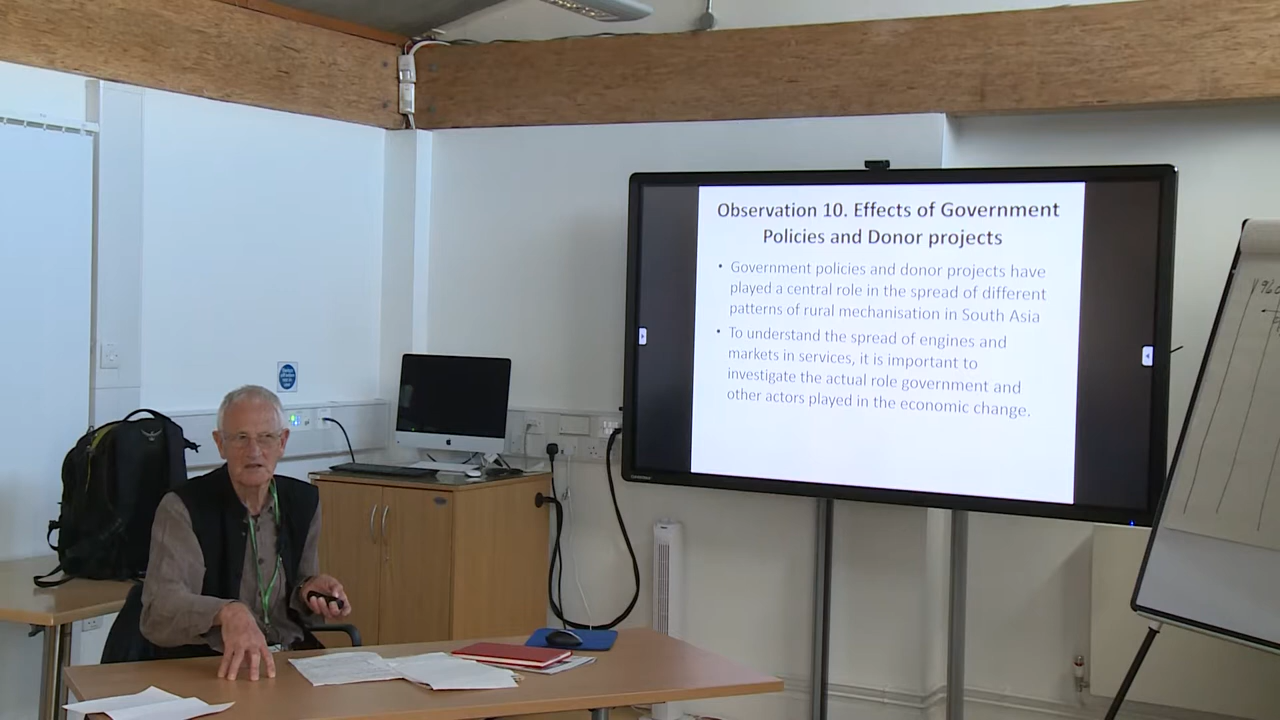 Observation 10. Effects of Government
Policies and Donor projects
• Government policies and donor projects have
played a central role in the spread of different
patterns of rural mechanisation in South Asia
• To understand the spread of engines and
markets in services, it is important to
investigate the actual role government and
other actors played in the economic change.